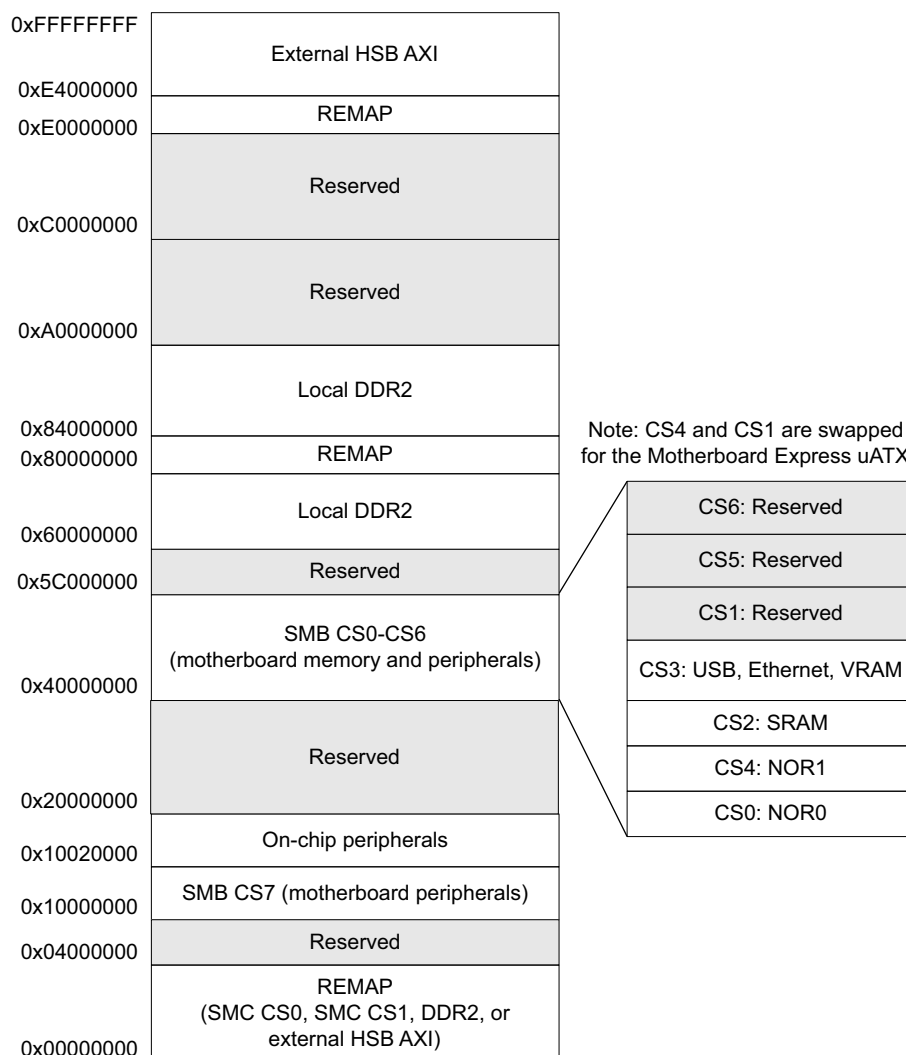 0xFFFFFFFF
External HSB AXI
0xE4000000
REMAP
0xE0000000
Reserved
0xC0000000
Reserved
0xA0000000
Local DDR2
0x84000000
REMAP
0x80000000
Local DDR2
0x60000000
Reserved
0x5C000000
SMB CS0-CS6
(motherboard memory and peripherals)
0x40000000
Reserved
0x20000000
On-chip peripherals
0x10020000
SMB CS7 (motherboard peripherals)
0x10000000
Reserved
0x04000000
REMAP
(SMC CS0, SMC CS1, DDR2, or
external HSB AXI)
0x00000000
Note: CS4 and CS1 are swapped
for the Motherboard Express uATX
CS6: Reserved
CS5: Reserved
CS1: Reserved
CS3: USB, Ethernet, VRAM
CS2: SRAM
CS4: NOR1
CS0: NOR0